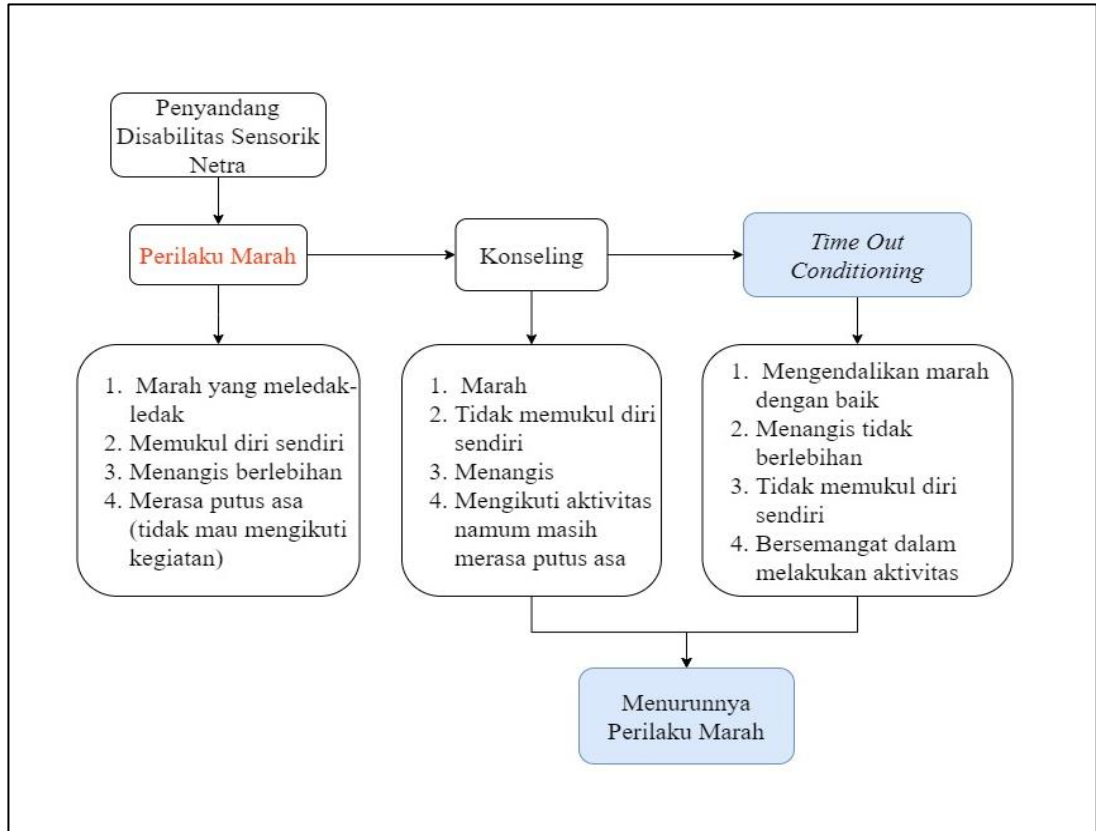 Penyandang
Disabilitas Sensorik
Netra
Perilaku Marah
Konseling
Time Out
Conditioning
1. Marah yang meledak-
ledak
2. Memukul diri sendiri
3. Menangis berlebihan
4. Merasa putus asa
(tidak mau mengikuti
kegiatan)
1. Marah
2. Tidak memukul diri
sendiri
3. Menangis
4. Mengikuti aktivitas
namum masih
merasa putus asa
1. Mengendalikan marah
dengan baik
2. Menangis tidak
berlebihan
3. Tidak memukul diri
sendiri
4. Bersemangat dalam
melakukan aktivitas
Menurunnya
Perilaku Marah